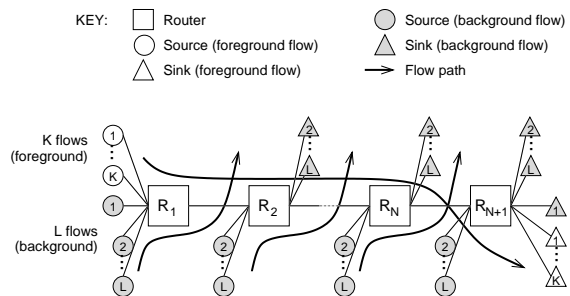 KEY:
Router
Source (foreground flow)
Sink (foreground flow)
Source (background flow)
Sink (background flow)
Flow path
K flows
(foreground)
L flows
(background)
1
K
1
2
L
R1
2
L
2
L
R2
2
L
2
L
RN
2
L
2
L
RN+1
2
L
1
1
K